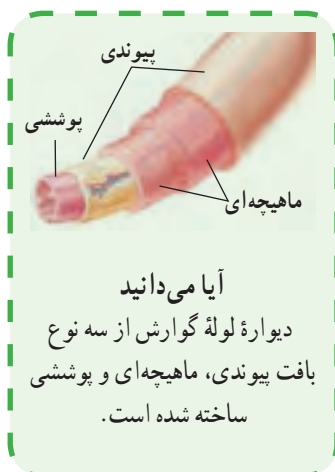 پیوندی
پوششی
ماهیچه‌ای
آیا می‌دانید
دیوارهٔ لولهٔ گوارش از سه نوع
بافت پیوندی، ماهیچه‌ای و پوششی
ساخته شده است.